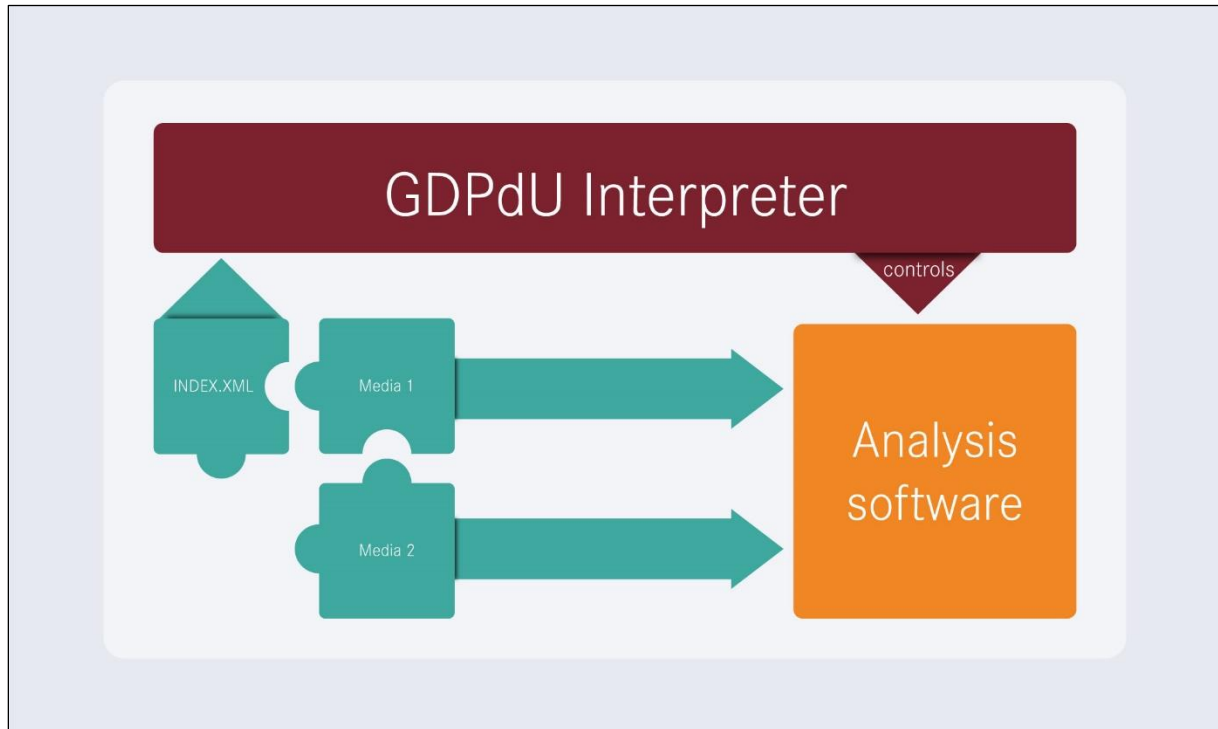 GDPdU Interpreter
controls
INDEX.XML
Media 1
Media 2
Analysis
software